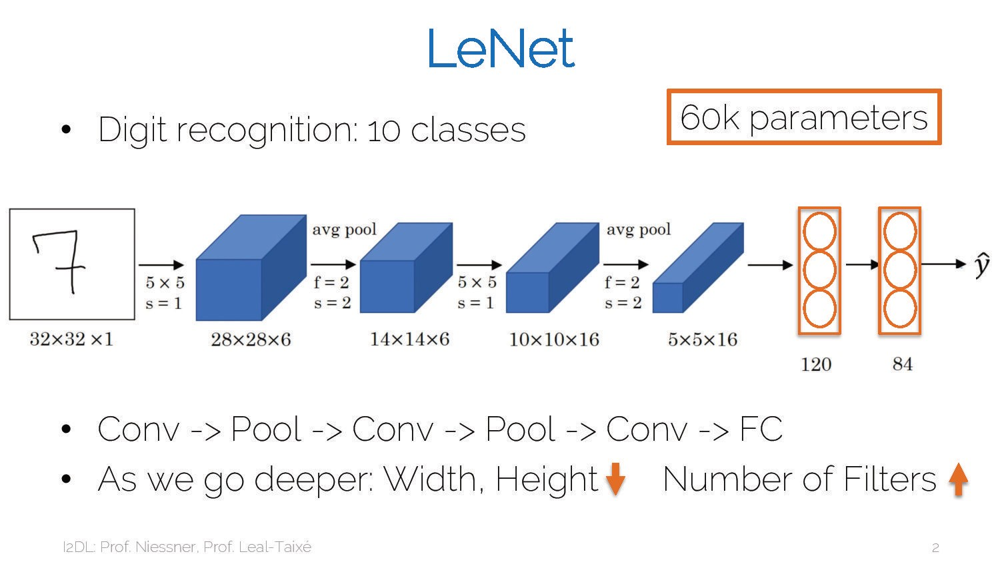 LeNet
• Digit recognition: 10 classes
60k parameters
7
avg pool
avg pool
5 × 5
s = 1
f = 2
s = 2
5 × 5
s = 1
f = 2
s = 2
ŷ
32×32 ×1
28×28×6
14×14×6
10×10×16
5×5×16
120
84
• Conv -> Pool -> Conv -> Pool -> Conv -> FC
• As we go deeper: Width, Height Number of Filters
I2DL: Prof. Niessner, Prof. Leal-Taixé
2